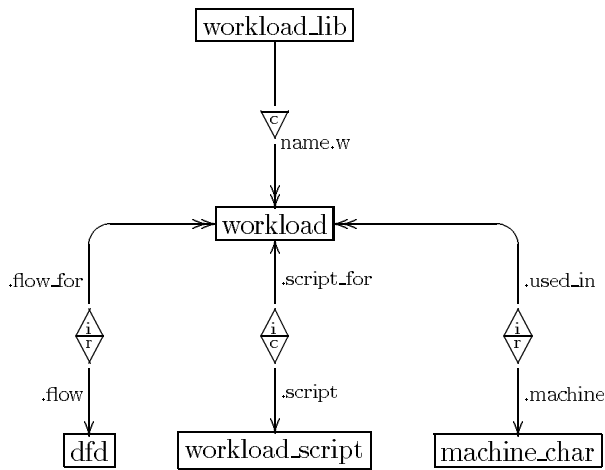 workload_lib
c
name.w
workload
.flow_for
.script_for
.used_in
i
r
i
c
i
r
.flow
.script
.machine
dfd
workload_script
machine_char